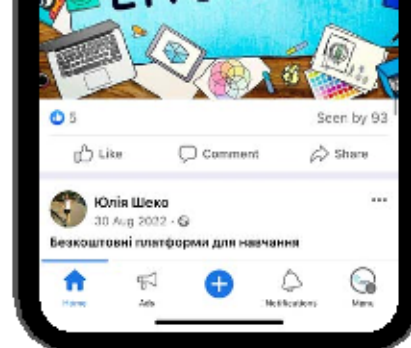 5
Seen by 93
Like Comment Share
Юлія Шеко
30 Aug 2022
Безкоштовні платформи для навчання
Home Ads Notifications Menu